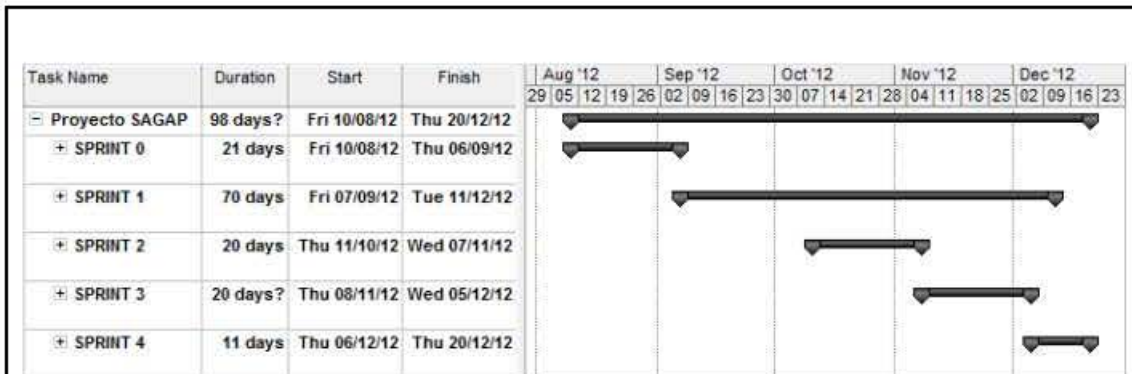 Task Name Duration Start Finish Aug '12 Sep '12 Oct '12 Nov '12 Dec '12
29 05 12 19 26 02 09 16 23 30 07 14 21 28 04 11 18 25 02 09 16 23
Proyecto SAGAP 98 days? Fri 10/08/12 Thu 20/12/12
SPRINT 0 21 days Fri 10/08/12 Thu 06/09/12
SPRINT 1 70 days Fri 07/09/12 Tue 11/12/12
SPRINT 2 20 days Thu 11/10/12 Wed 07/11/12
SPRINT 3 20 days? Thu 08/11/12 Wed 05/12/12
SPRINT 4 11 days Thu 06/12/12 Thu 20/12/12